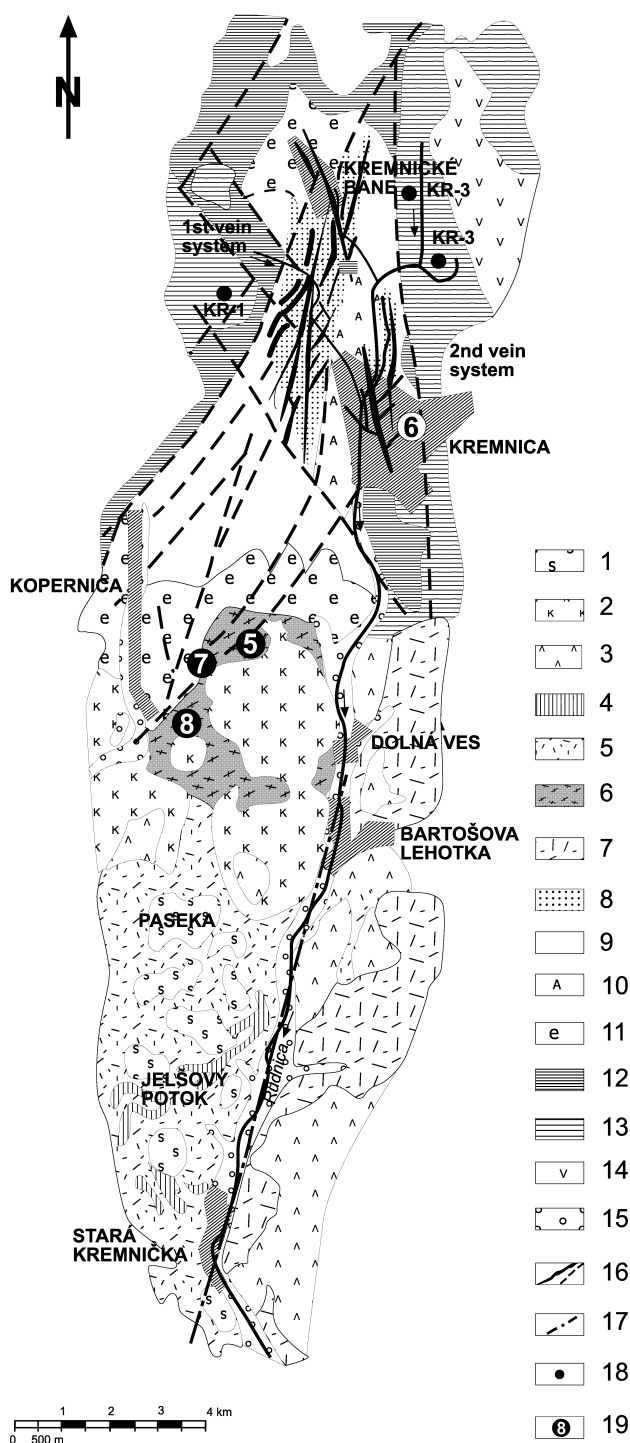 N
KREMNICKÉ
BANE
KR-3
1st vein
system
KR-3
KR-1
2nd vein
system
6
KREMNICA
KOPERNICA
5
7
8
DOLNÁ VES
BARTOŠOVA
LEHOTKA
PASEKA
JELŠOVÝ
POTOK
Rudnica
STARÁ
KREMNIČKA
1 2 3 4 km
0 500 m
s 1
K K 2
^ 3
4
5
6
7
8
9
A 10
e 11
12
13
v 14
15
16
17
18
8 19